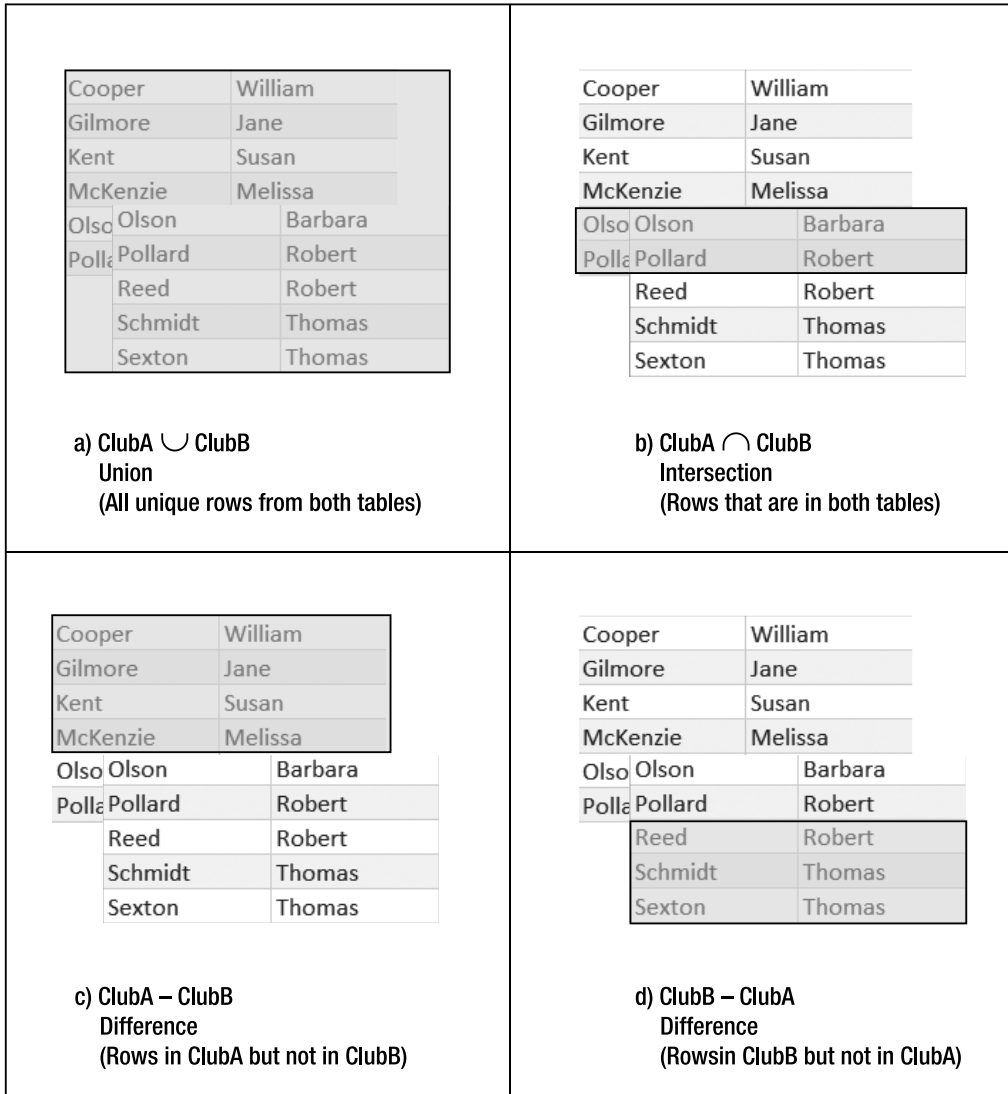 Cooper William
Gilmore Jane
Kent Susan
McKenzie Melissa
Olso Olson Barbara
Polla Pollard Robert
Reed Robert
Schmidt Thomas
Sexton Thomas
a) ClubA ∪ ClubB
Union
(All unique rows from both tables)
Cooper William
Gilmore Jane
Kent Susan
McKenzie Melissa
Olso Olson Barbara
Polla Pollard Robert
Reed Robert
Schmidt Thomas
Sexton Thomas
b) ClubA ∩ ClubB
Intersection
(Rows that are in both tables)
Cooper William
Gilmore Jane
Kent Susan
McKenzie Melissa
Olso Olson Barbara
Polla Pollard Robert
Reed Robert
Schmidt Thomas
Sexton Thomas
c) ClubA – ClubB
Difference
(Rows in ClubA but not in ClubB)
Cooper William
Gilmore Jane
Kent Susan
McKenzie Melissa
Olso Olson Barbara
Polla Pollard Robert
Reed Robert
Schmidt Thomas
Sexton Thomas
d) ClubB – ClubA
Difference
(Rowsin ClubB but not in ClubA)